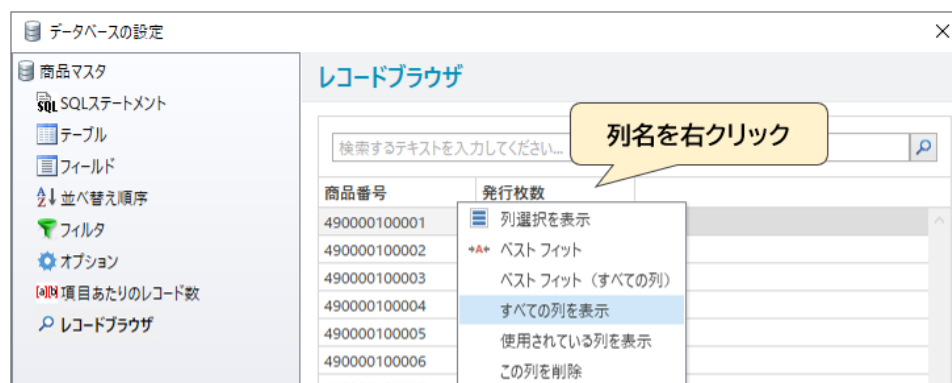 データベースの設定
商品マスタ
SQL SQLステートメント
テーブル
フィールド
A↓Z 並べ替え順序
フィルタ
オプション
[a][b] 項目あたりのレコード数
レコードブラウザ
レコードブラウザ
列名を右クリック
検索するテキストを入力してください...
商品番号 発行枚数
490000100001
490000100002
490000100003
490000100004
490000100005
490000100006
列選択を表示
A ベスト フィット
ベスト フィット（すべての列）
すべての列を表示
使用されている列を表示
この列を削除